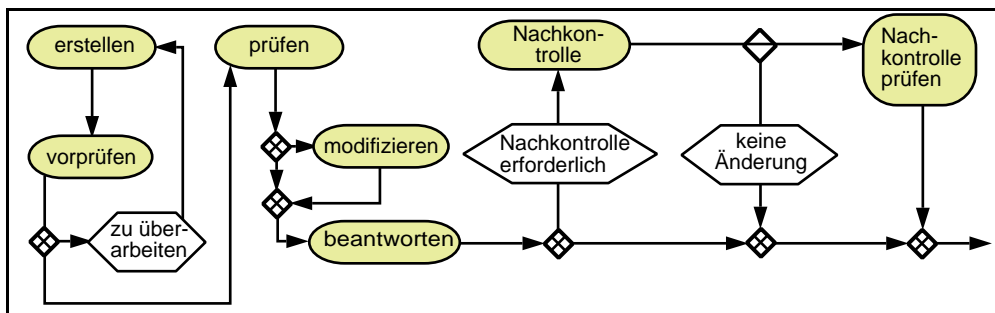 erstellen
vorprüfen
zu über-
arbeiten
prüfen
modifizieren
beantworten
Nachkon-
trolle
Nachkontrolle
erforderlich
keine
Änderung
Nach-
kontrolle
prüfen